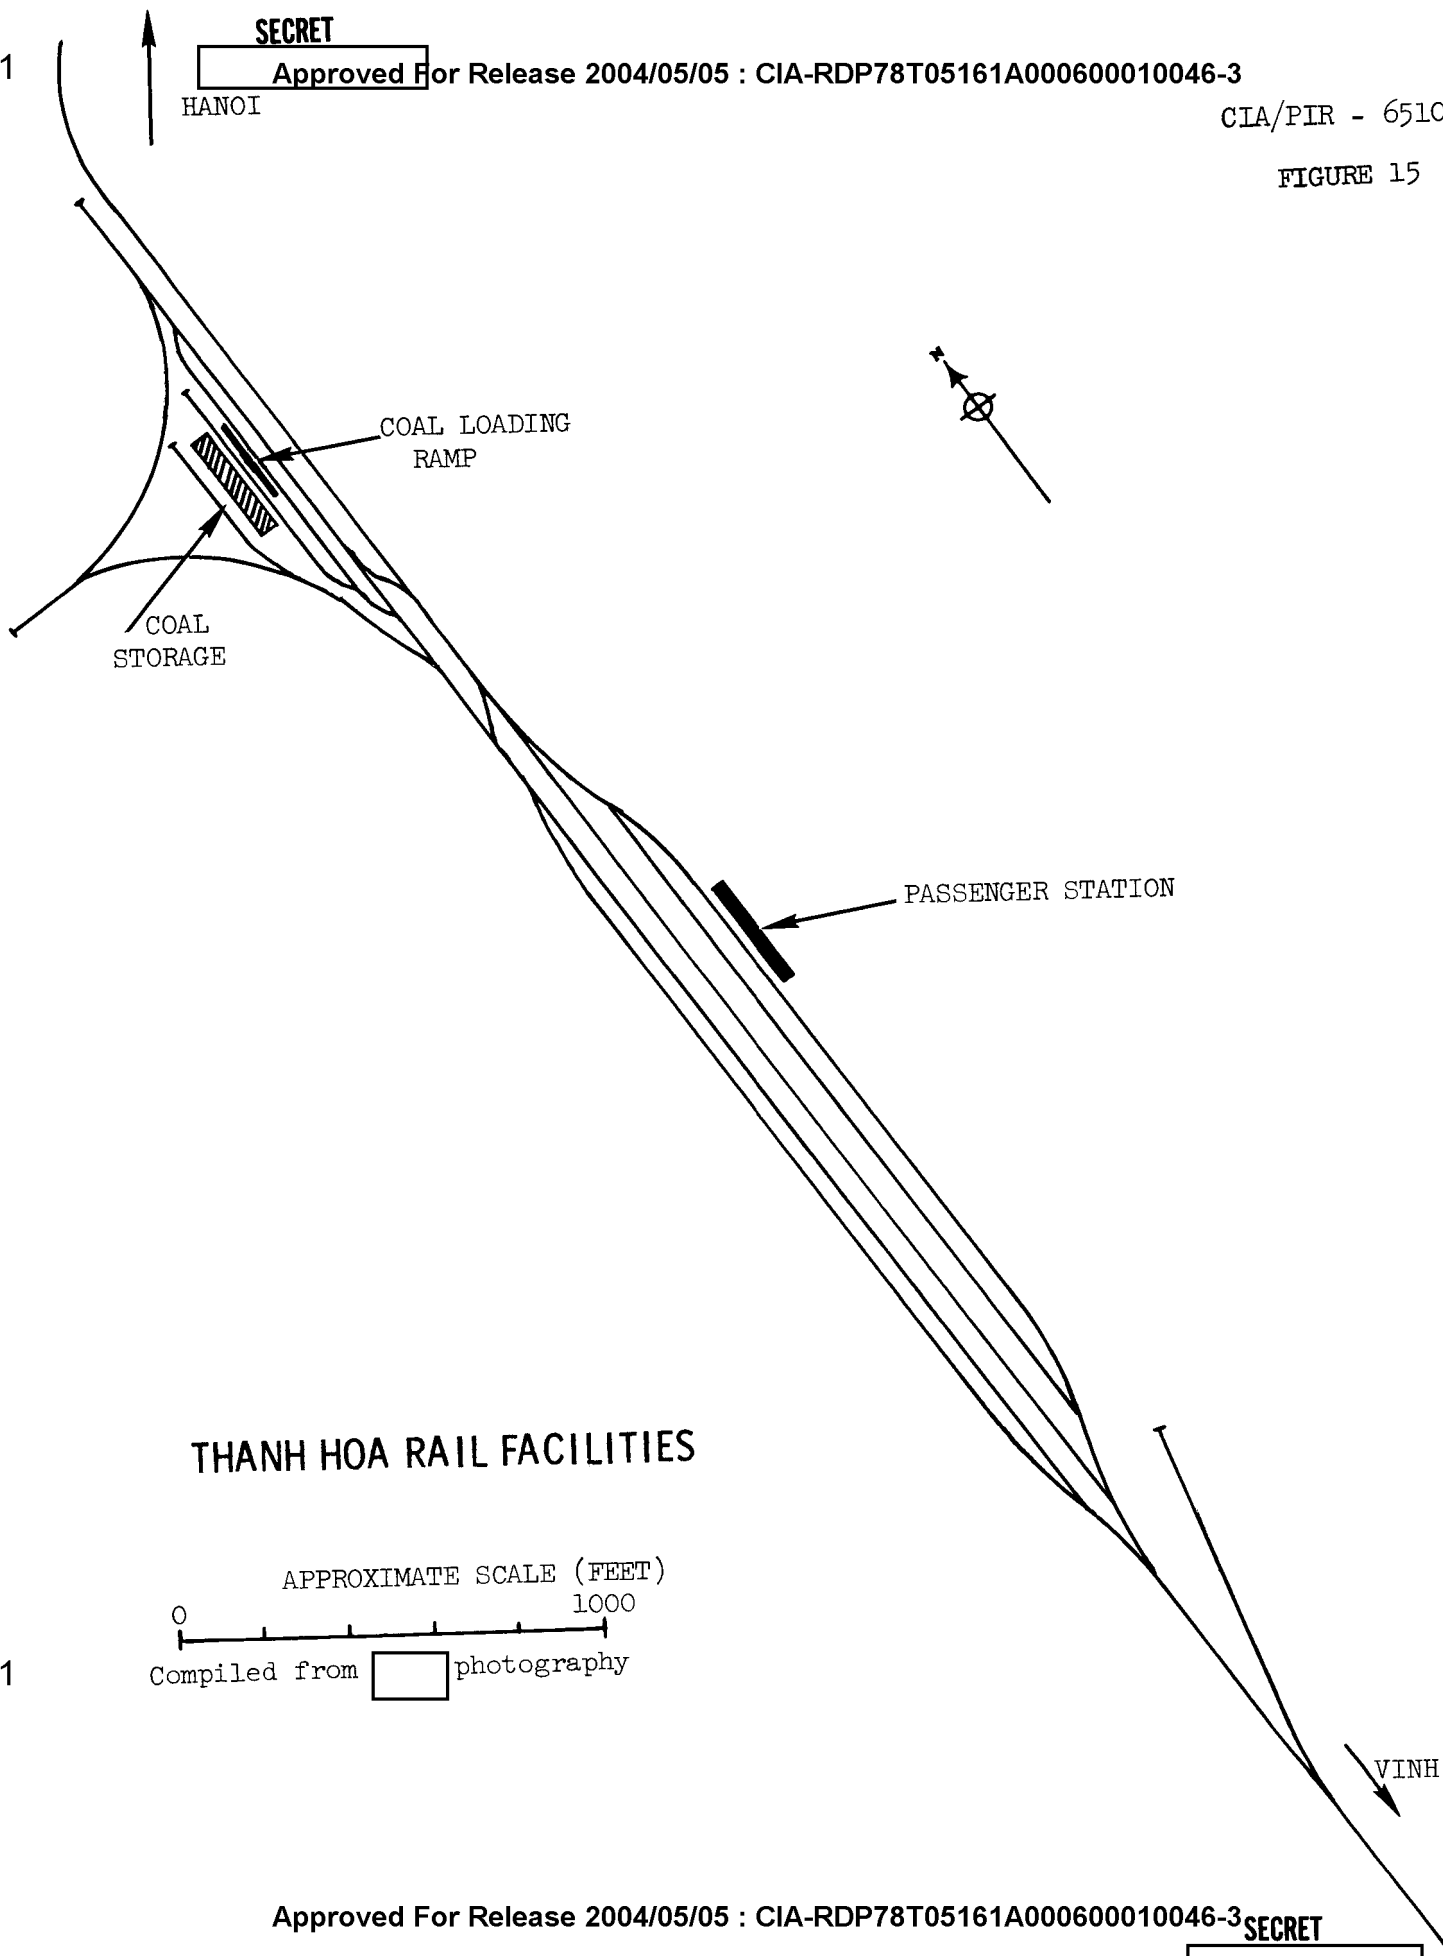 SECRET
1
Approved For Release 2004/05/05 : CIA-RDP78T05161A000600010046-3
HANOI
CIA/PIR - 6510
FIGURE 15
N
COAL LOADING
RAMP
COAL
STORAGE
PASSENGER STATION
THANH HOA RAIL FACILITIES
APPROXIMATE SCALE (FEET)
0 1000
1
Compiled from photography
VINH
Approved For Release 2004/05/05 : CIA-RDP78T05161A000600010046-3
SECRET